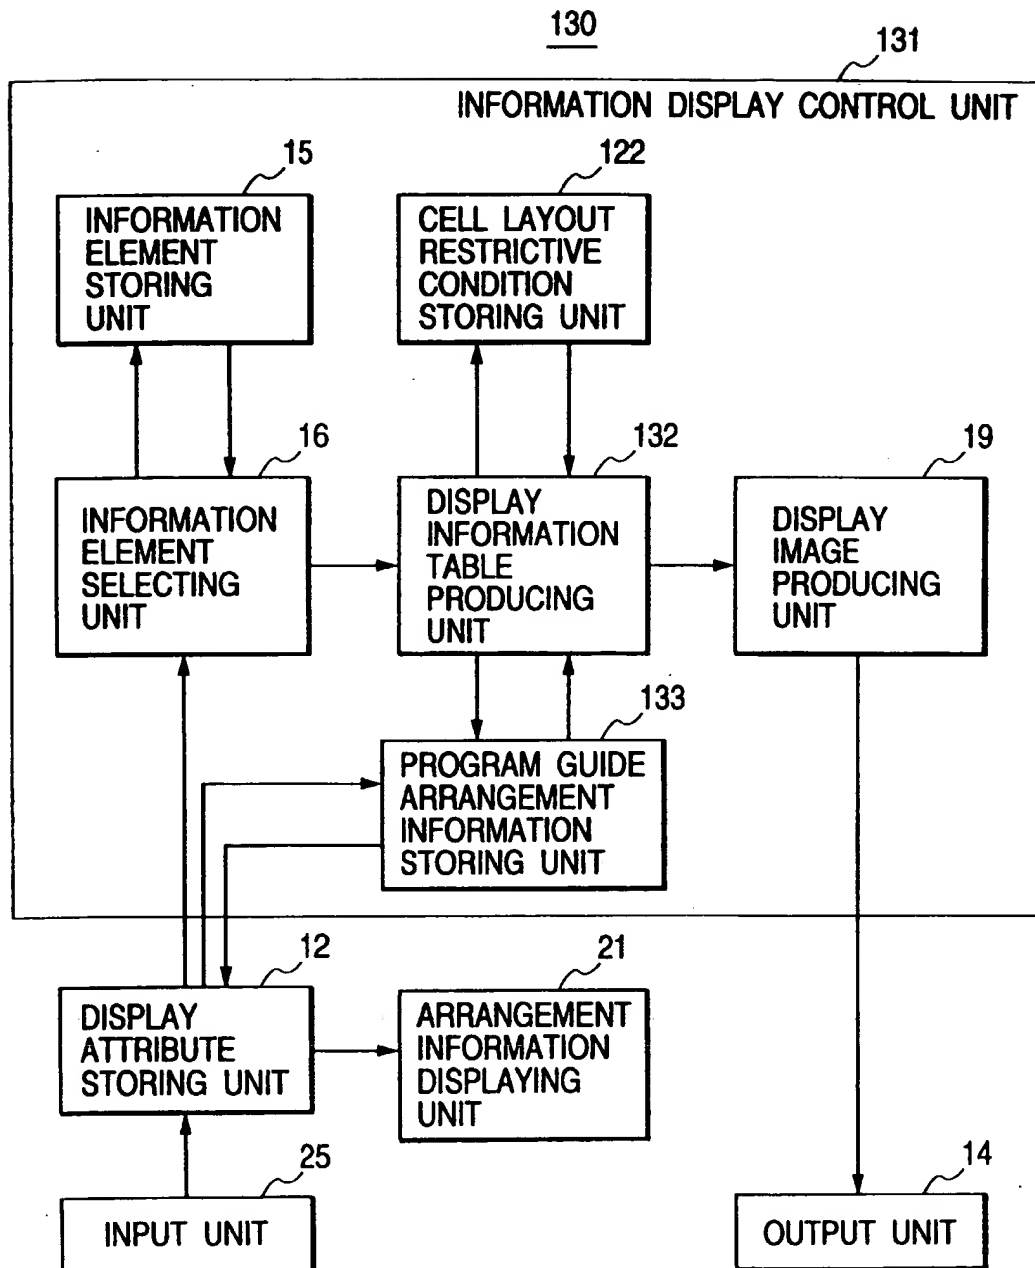 130
131
INFORMATION DISPLAY CONTROL UNIT
15
INFORMATION
ELEMENT
STORING
UNIT
122
CELL LAYOUT
RESTRICTIVE
CONDITION
STORING UNIT
16
INFORMATION
ELEMENT
SELECTING
UNIT
132
DISPLAY
INFORMATION
TABLE
PRODUCING
UNIT
19
DISPLAY
IMAGE
PRODUCING
UNIT
133
PROGRAM GUIDE
ARRANGEMENT
INFORMATION
STORING UNIT
12
DISPLAY
ATTRIBUTE
STORING UNIT
21
ARRANGEMENT
INFORMATION
DISPLAYING
UNIT
25
INPUT UNIT
14
OUTPUT UNIT